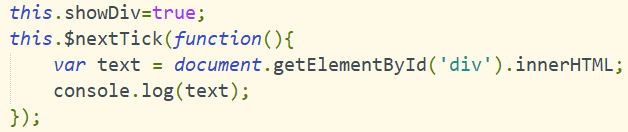 this.showDiv=true;
this.$nextTick(function(){
    var text = document.getElementById('div').innerHTML;
    console.log(text);
});